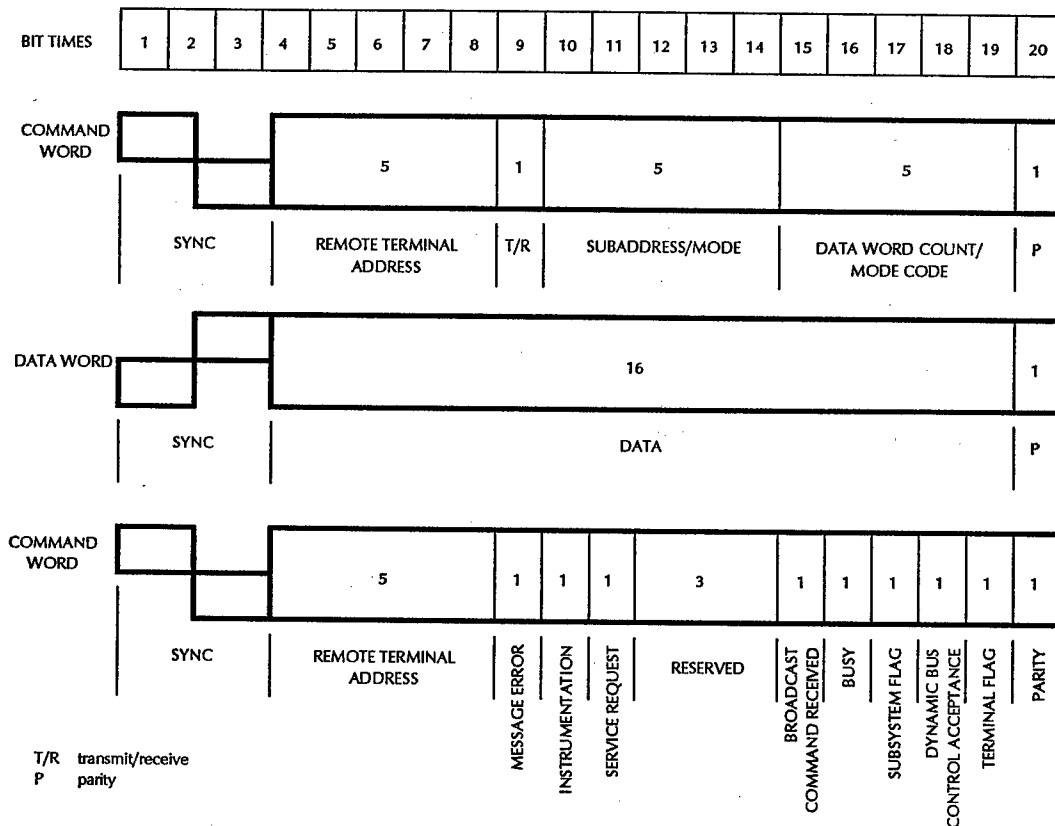 BIT TIMES 1 2 3 4 5 6 7 8 9 10 11 12 13 14 15 16 17 18 19 20
COMMAND
WORD
5 1 5 5 1
SYNC
REMOTE TERMINAL
ADDRESS
T/R
SUBADDRESS/MODE
DATA WORD COUNT/
MODE CODE
P
DATA WORD
16 1
SYNC
DATA
P
COMMAND
WORD
5 1 1 1 3 1 1 1 1 1 1
SYNC
REMOTE TERMINAL
ADDRESS
MESSAGE ERROR
INSTRUMENTATION
SERVICE REQUEST
RESERVED
BROADCAST
COMMAND RECEIVED
BUSY
SUBSYSTEM FLAG
DYNAMIC BUS
CONTROL ACCEPTANCE
TERMINAL FLAG
PARITY
T/R transmit/receive
P parity